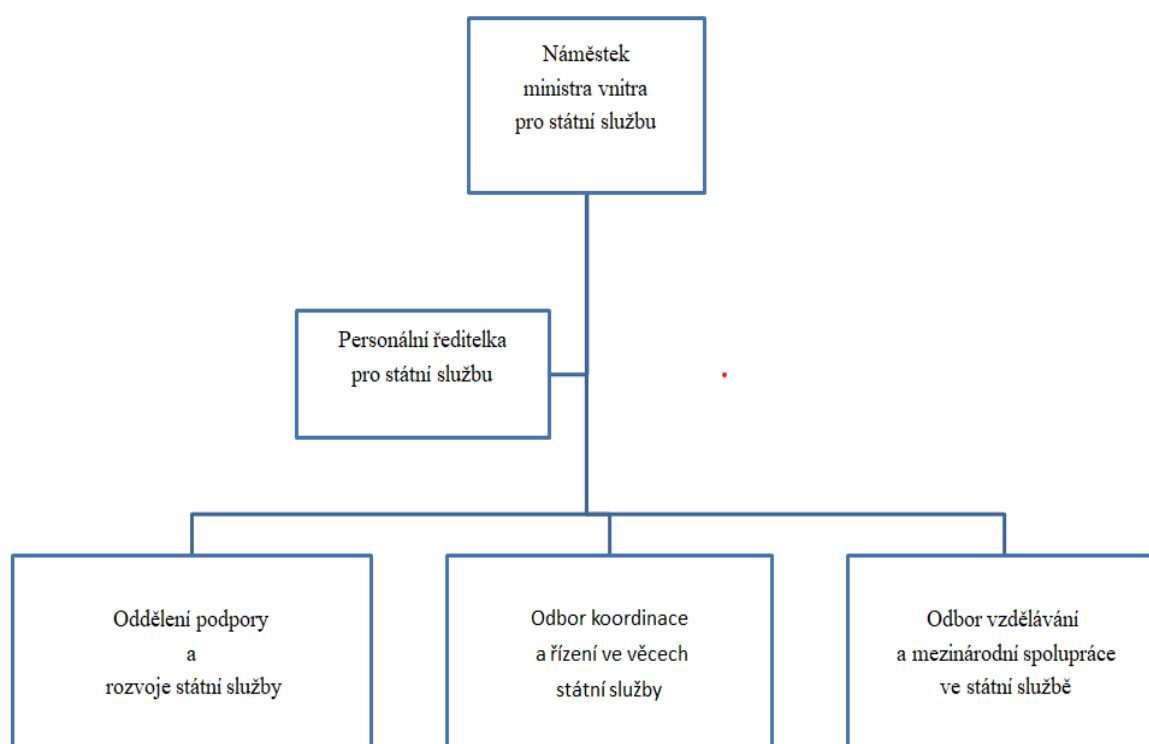 Náměstek
ministra vnitra
pro státní službu
Personální ředitelka
pro státní službu
Oddělení podpory
a
rozvoje státní služby
Odbor koordinace
a řízení ve věcech
státní služby
Odbor vzdělávání
a mezinárodní spolupráce
ve státní službě